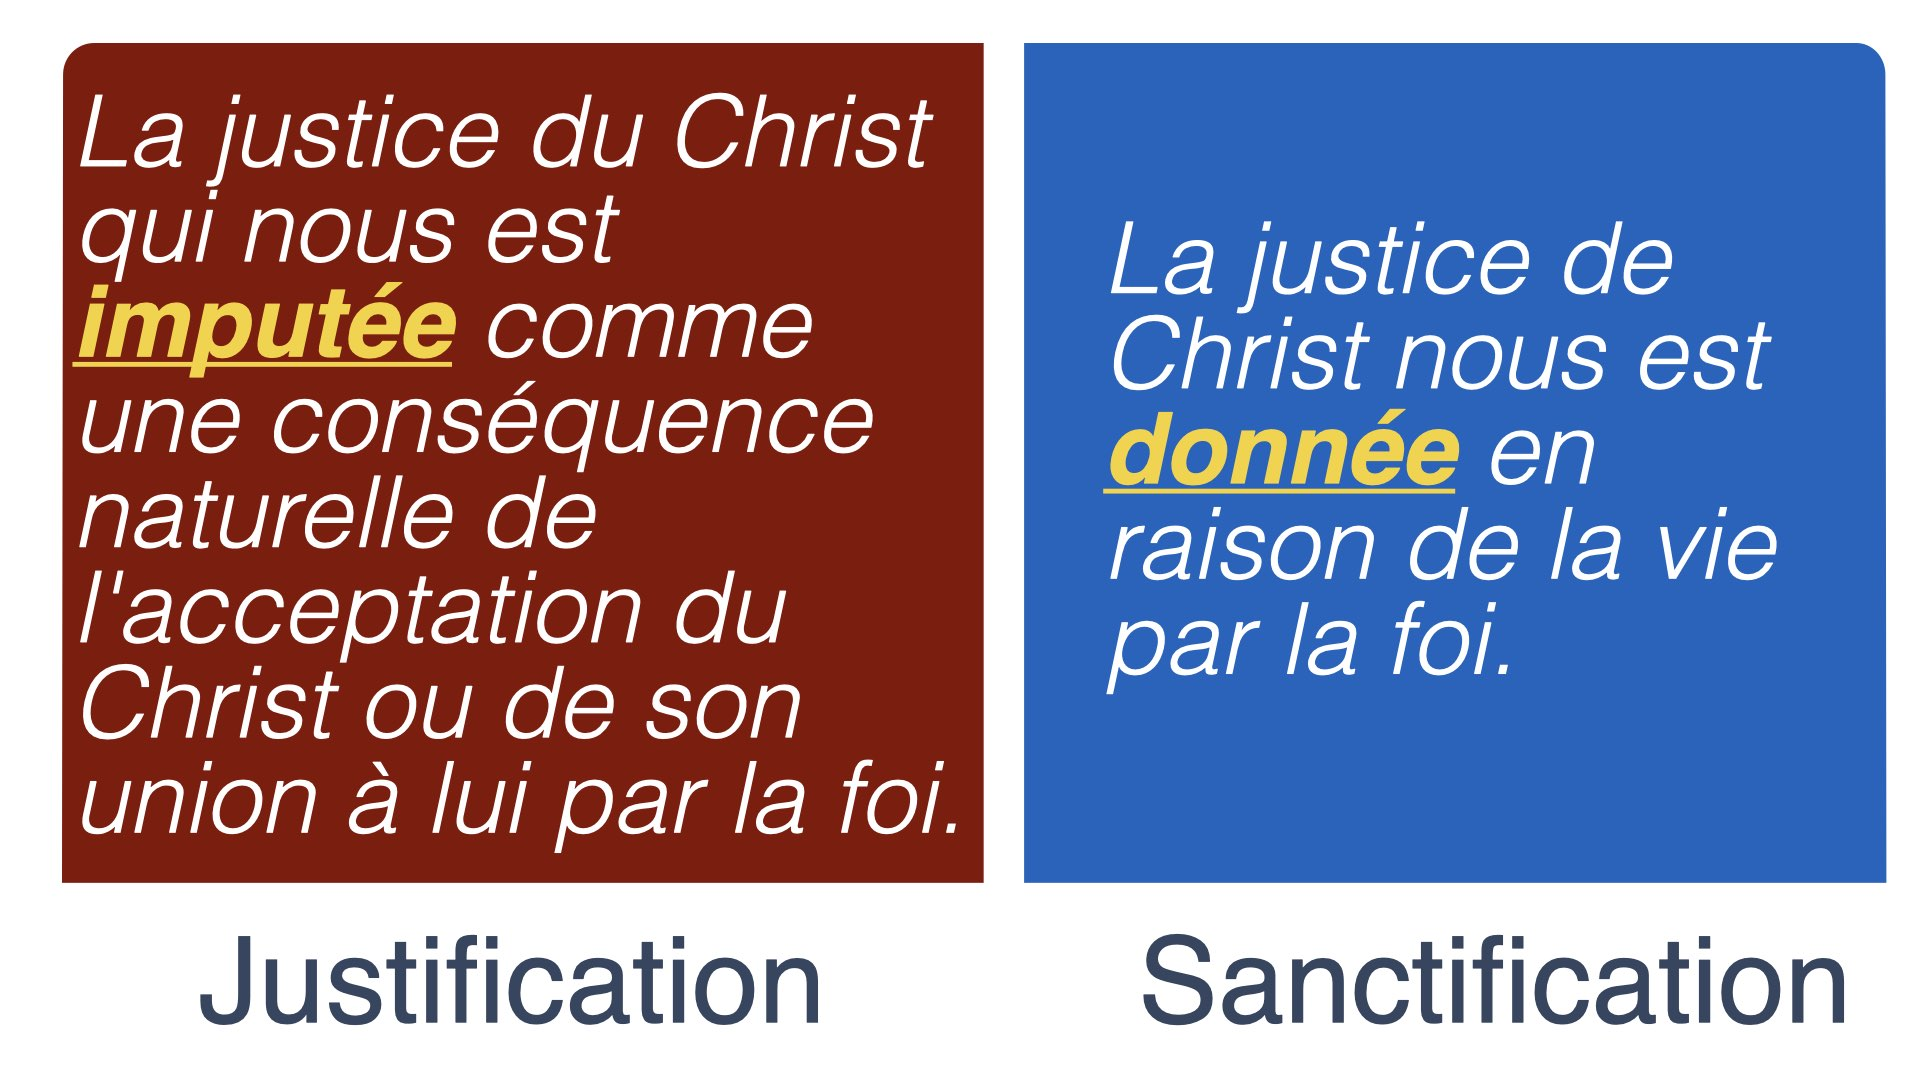 La justice du Christ
qui nous est
imputée comme
une conséquence
naturelle de
l'acceptation du
Christ ou de son
union à lui par la foi.
Justification
La justice de
Christ nous est
donnée en
raison de la vie
par la foi.
Sanctification